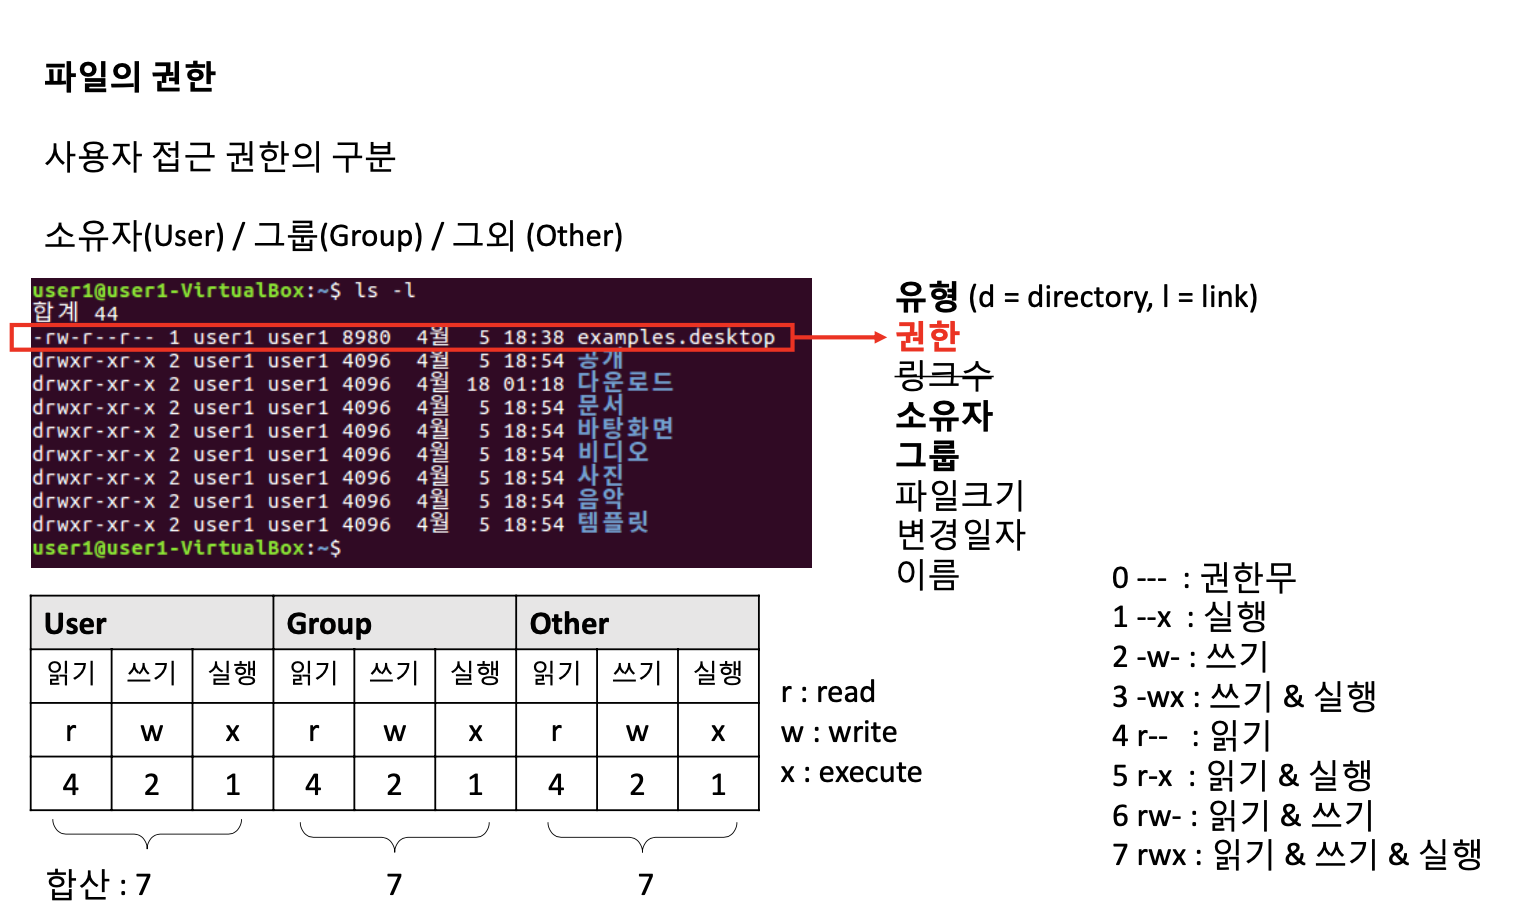 파일의 권한
사용자 접근 권한의 구분
소유자(User) / 그룹(Group) / 그외 (Other)
user1@user1-VirtualBox:~$ ls -l
합계 44
-rw-r--r-- 1 user1 user1 8980  4월  5 18:38 examples.desktop
drwxr-xr-x 2 user1 user1 4096  4월  5 18:54 공개
drwxr-xr-x 2 user1 user1 4096  4월 18 01:18 다운로드
drwxr-xr-x 2 user1 user1 4096  4월  5 18:54 문서
drwxr-xr-x 2 user1 user1 4096  4월  5 18:54 바탕화면
drwxr-xr-x 2 user1 user1 4096  4월  5 18:54 비디오
drwxr-xr-x 2 user1 user1 4096  4월  5 18:54 사진
drwxr-xr-x 2 user1 user1 4096  4월  5 18:54 음악
drwxr-xr-x 2 user1 user1 4096  4월  5 18:54 템플릿
user1@user1-VirtualBox:~$
유형 (d = directory, l = link)
권한
링크수
소유자
그룹
파일크기
변경일자
이름
User Group Other
읽기 쓰기 실행 읽기 쓰기 실행 읽기 쓰기 실행
r w x r w x r w x
4 2 1 4 2 1 4 2 1
합산 : 7 7 7
r : read
w : write
x : execute
0 --- : 권한무
1 --x : 실행
2 -w- : 쓰기
3 -wx : 쓰기 & 실행
4 r-- : 읽기
5 r-x : 읽기 & 실행
6 rw- : 읽기 & 쓰기
7 rwx : 읽기 & 쓰기 & 실행